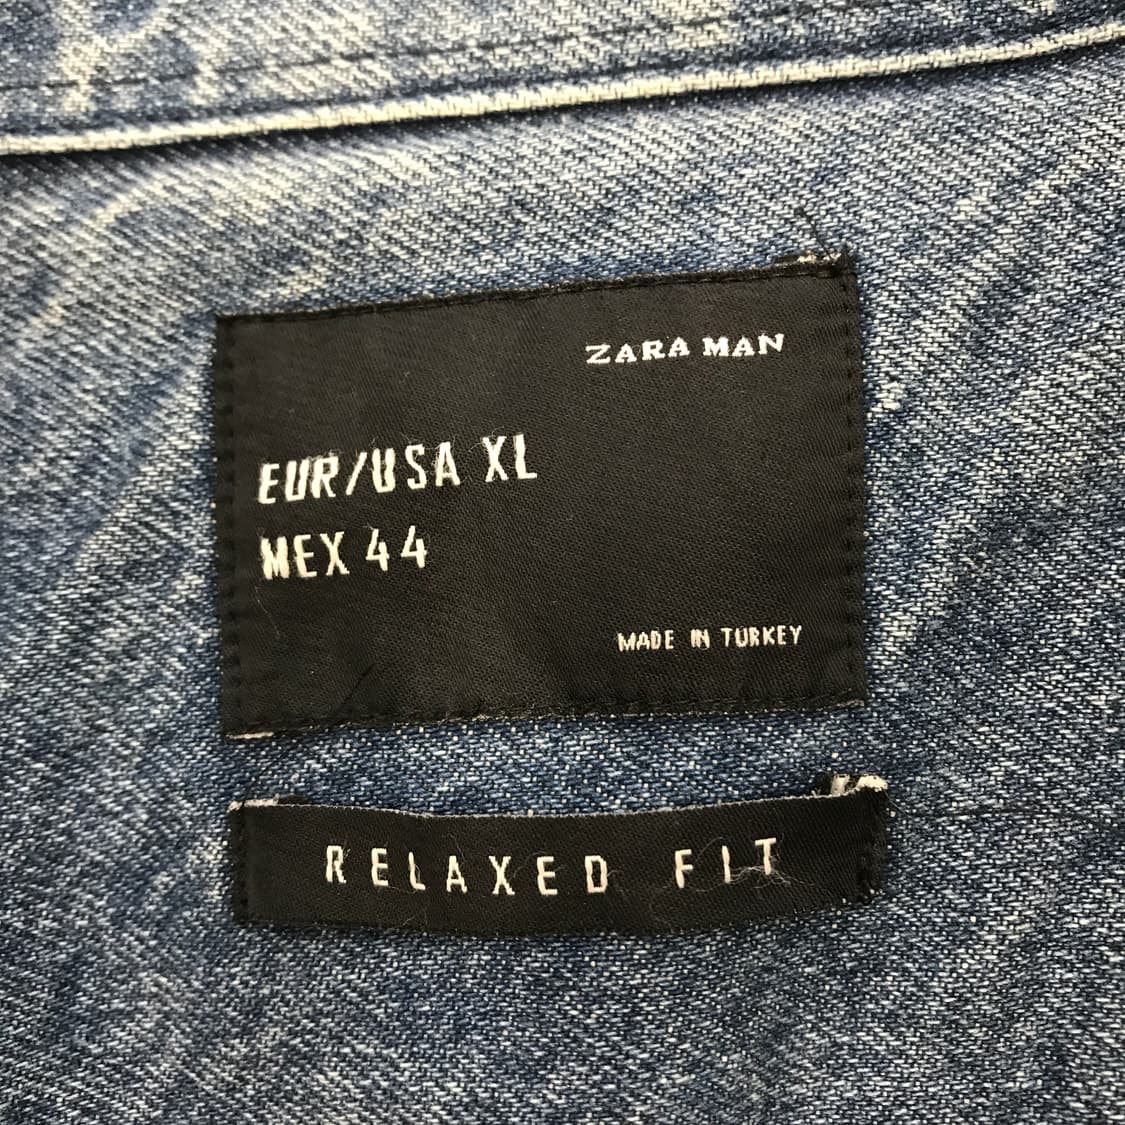 ZARA MAN
EUR/USA XL
MEX 44
MADE IN TURKEY
RELAXED FIT